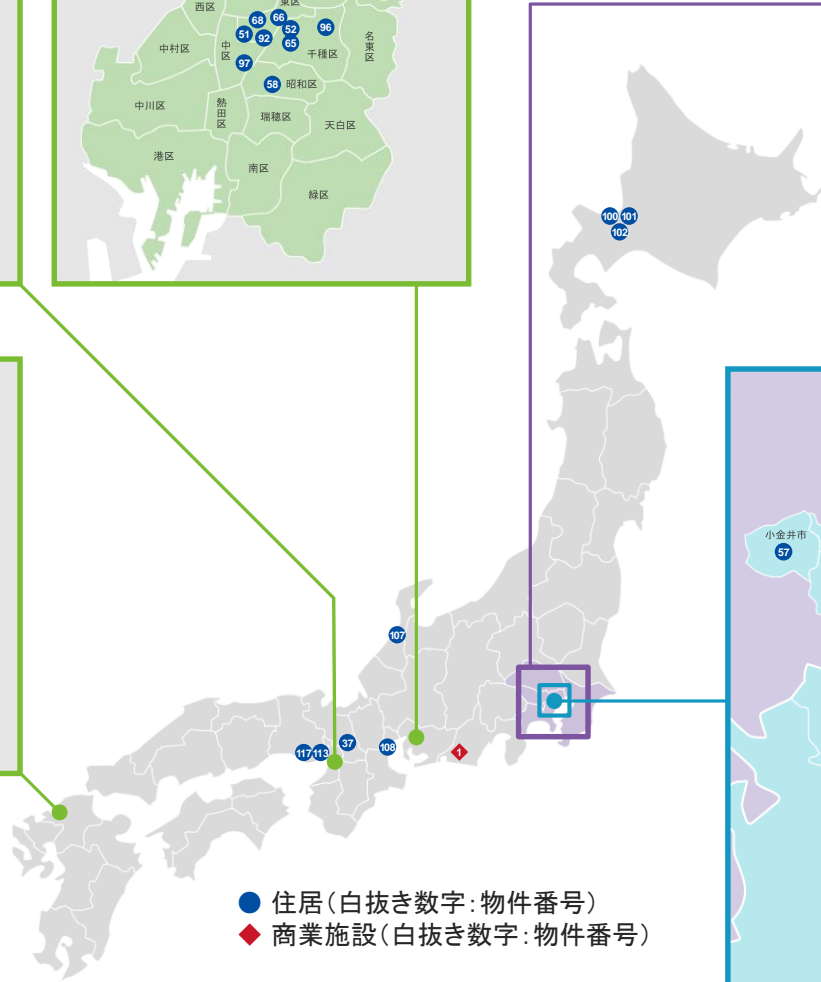 西区
東区
68
66
51
92
52
65
96
中村区
中区
千種区
名東区
97
58
昭和区
中川区
熱田区
瑞穂区
天白区
港区
南区
緑区
100
101
102
小金井市
57
107
117
113
37
108
1
住居（白抜き数字：物件番号）
商業施設（白抜き数字：物件番号）